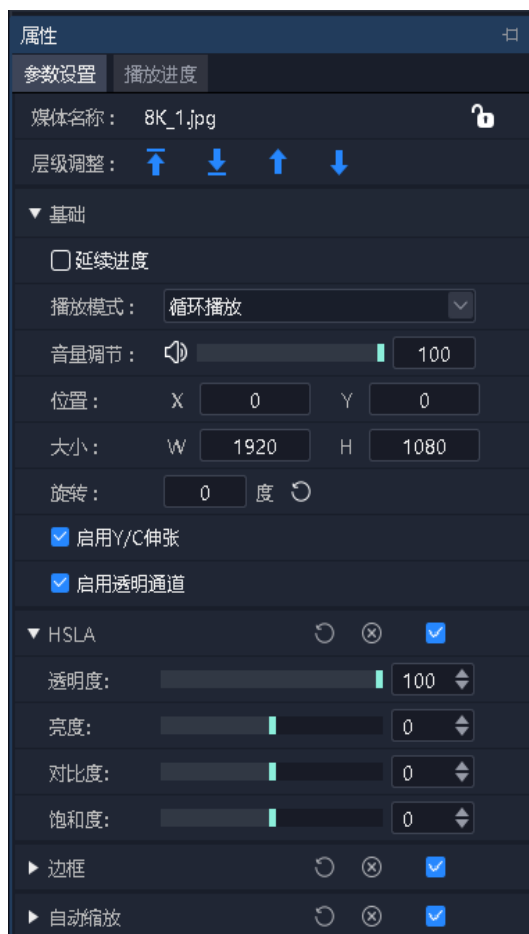 属性
参数设置 播放进度
媒体名称： 8K_1.jpg
层级调整：
基础
延续进度
播放模式： 循环播放
音量调节： 100
位置： X 0 Y 0
大小： W 1920 H 1080
旋转： 0 度
启用Y/C伸张
启用透明通道
HSLA
透明度: 100
亮度: 0
对比度: 0
饱和度: 0
边框
自动缩放